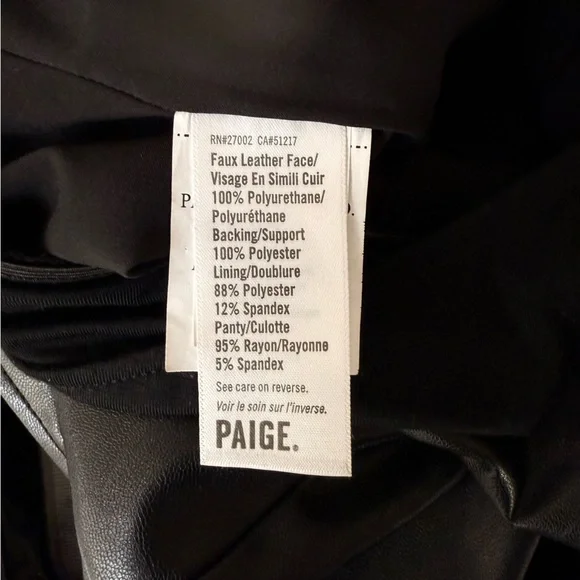 RN#27002 CA#51217
Faux Leather Face/
Visage En Simili Cuir
100% Polyurethane/
Polyuréthane
Backing/Support
100% Polyester
Lining/Doublure
88% Polyester
12% Spandex
Panty/Culotte
95% Rayon/Rayonne
5% Spandex
See care on reverse.
Voir le soin sur l'inverse.
PAIGE.